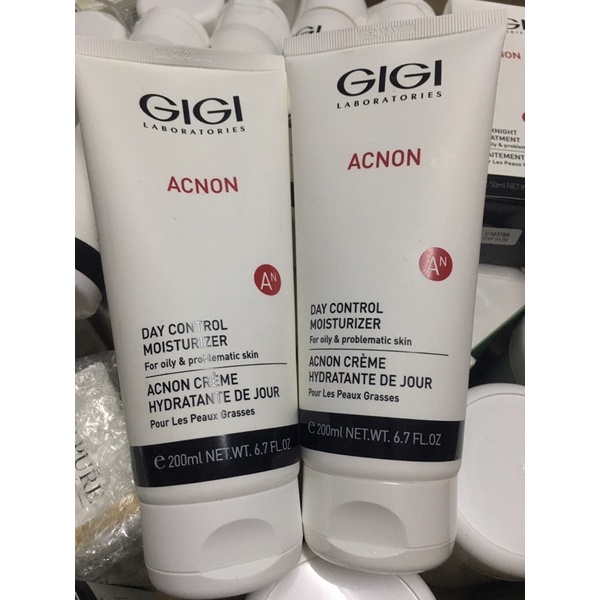 GIGI
LABORATORIES
ACNON
AN
DAY CONTROL
MOISTURIZER
For oily & problematic skin
ACNON CRÈME
HYDRATANTE DE JOUR
Pour Les Peaux Grasses
e 200ml NET.WT. 6.7 FL.OZ
GIGI
LABORATORIES
ACNON
AN
DAY CONTROL
MOISTURIZER
For oily & problematic skin
ACNON CRÈME
HYDRATANTE DE JOUR
Pour Les Peaux Grasses
e 200ml NET.WT. 6.7 FL.OZ
ACNON
PURE